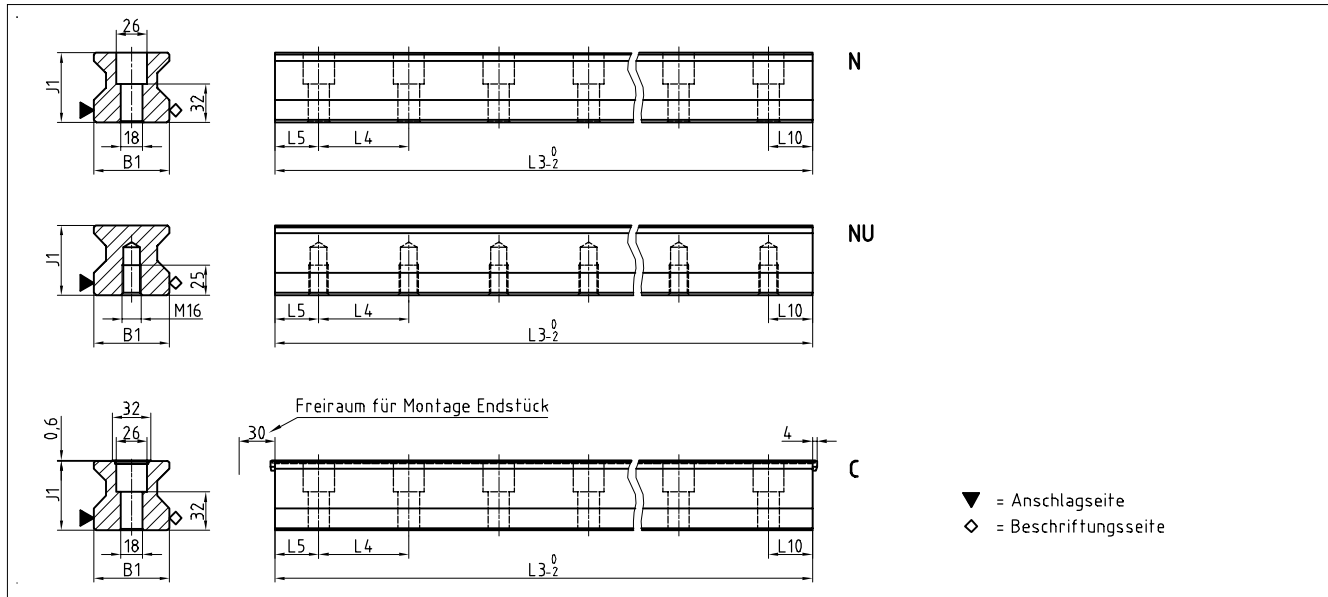 26
J1
32
18
B1
L5
L4
L10
L3 0 -2
N
J1
25
M16
B1
L5
L4
L10
L3 0 -2
NU
Freiraum für Montage Endstück
32
26
0,6
30
4
J1
32
18
B1
L5
L4
L10
L3 0 -2
C
= Anschlagseite
= Beschriftungsseite